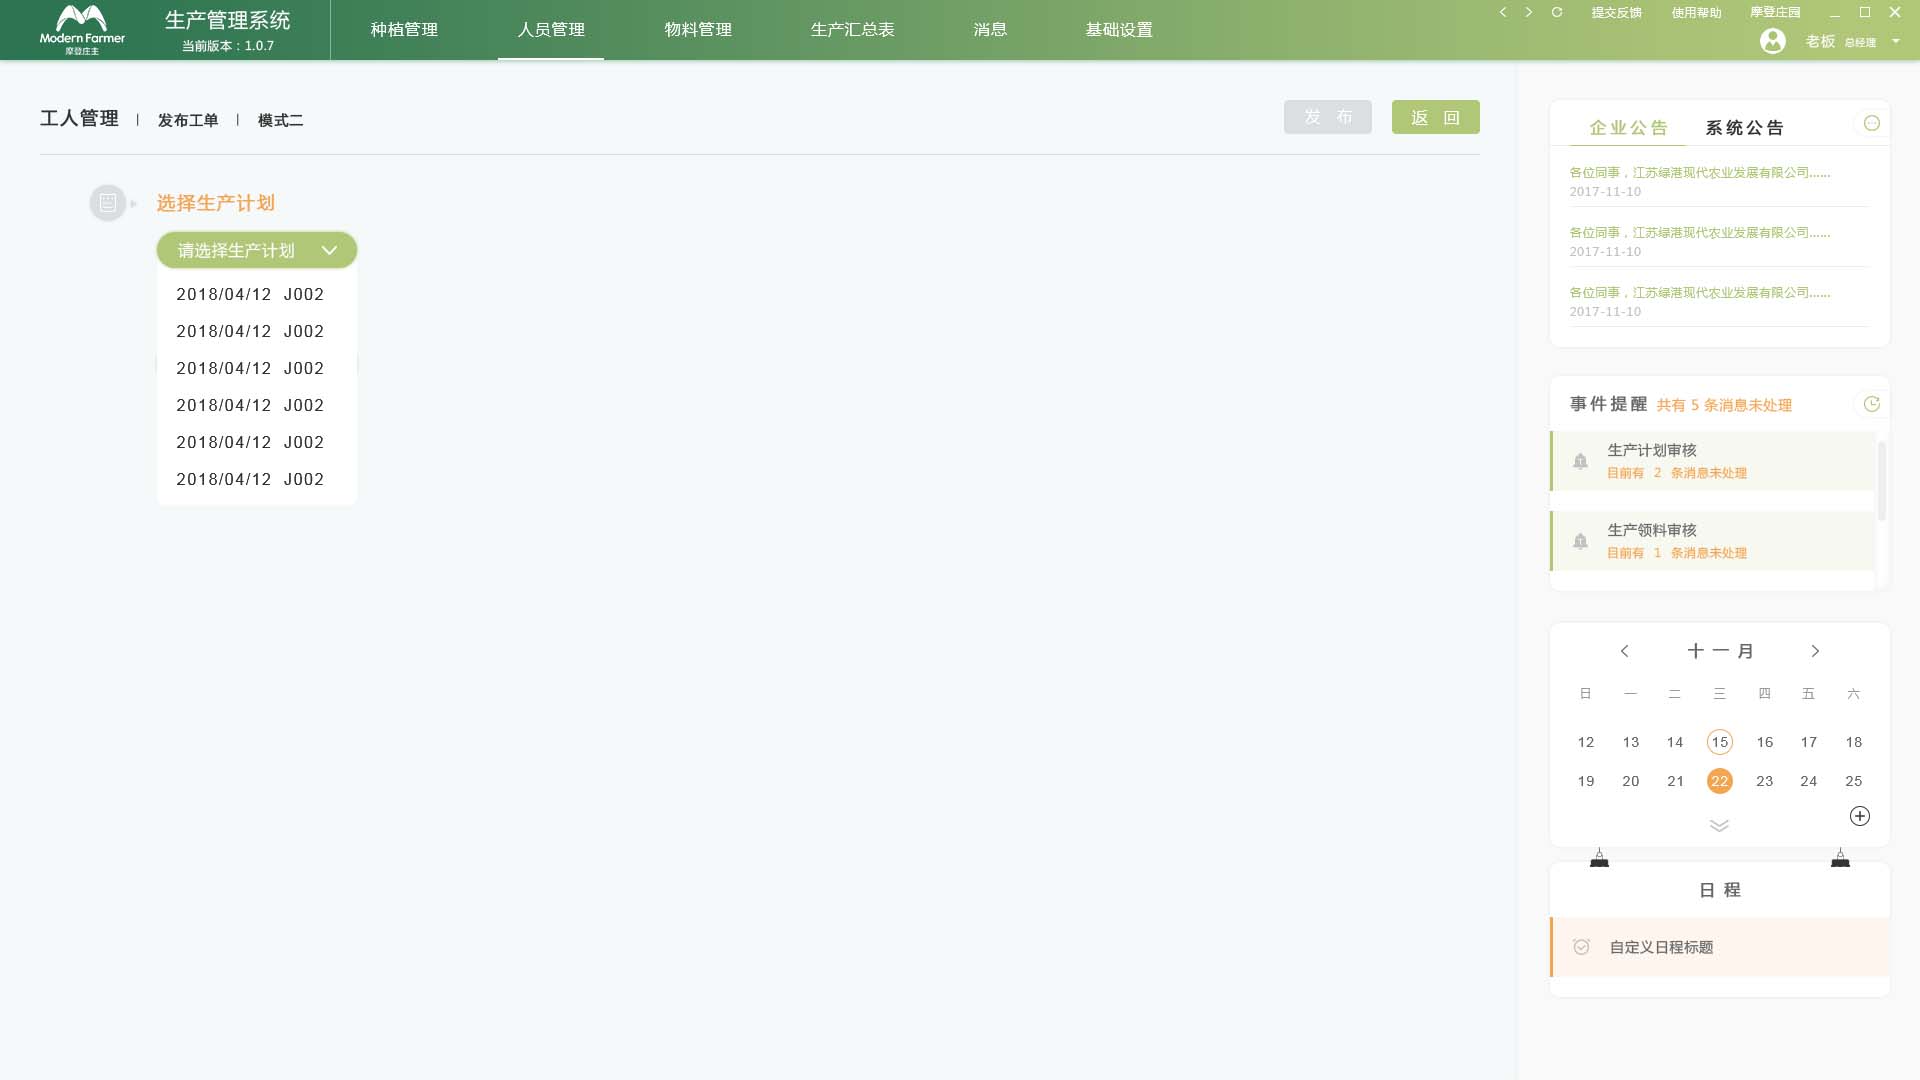 Modern Farmer
摩登庄主
生产管理系统
当前版本：1.0.7
种植管理
人员管理
物料管理
生产汇总表
消息
基础设置
提交反馈
使用帮助
摩登庄园
老板 总经理
工人管理 | 发布工单 | 模式二
发 布
返 回
选择生产计划
请选择生产计划
2018/04/12 J002
2018/04/12 J002
2018/04/12 J002
2018/04/12 J002
2018/04/12 J002
2018/04/12 J002
企业公告 系统公告
各位同事，江苏绿港现代农业发展有限公司......
2017-11-10
各位同事，江苏绿港现代农业发展有限公司......
2017-11-10
各位同事，江苏绿港现代农业发展有限公司......
2017-11-10
事件提醒 共有 5 条消息未处理
生产计划审核
目前有 2 条消息未处理
生产领料审核
目前有 1 条消息未处理
十一月
日 一 二 三 四 五 六
12 13 14 15 16 17 18
19 20 21 22 23 24 25
日 程
自定义日程标题